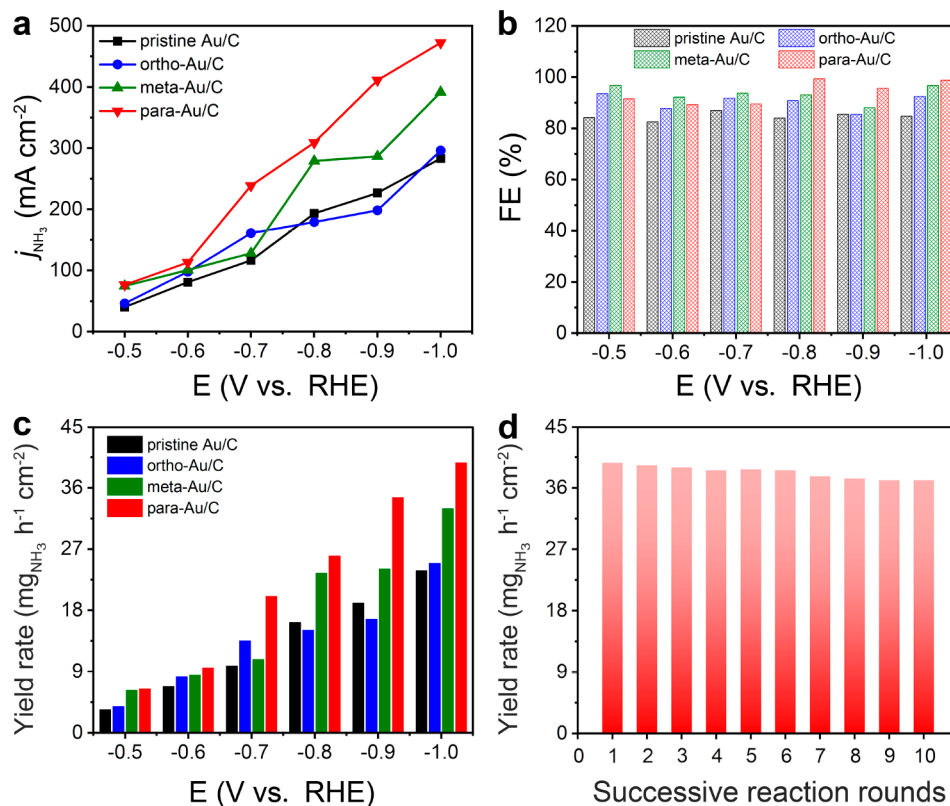 a
500
400
300
200
100
0
j NH3 (mA cm-2)
pristine Au/C
ortho-Au/C
meta-Au/C
para-Au/C
-0.5 -0.6 -0.7 -0.8 -0.9 -1.0
E (V vs. RHE)
b
120
100
80
60
40
20
0
FE (%)
pristine Au/C ortho-Au/C
meta-Au/C para-Au/C
-0.5 -0.6 -0.7 -0.8 -0.9 -1.0
E (V vs. RHE)
c
45
36
27
18
9
0
Yield rate (mgNH3 h-1 cm-2)
pristine Au/C
ortho-Au/C
meta-Au/C
para-Au/C
-0.5 -0.6 -0.7 -0.8 -0.9 -1.0
E (V vs. RHE)
d
45
36
27
18
9
0
Yield rate (mgNH3 h-1 cm-2)
0 1 2 3 4 5 6 7 8 9 10
Successive reaction rounds